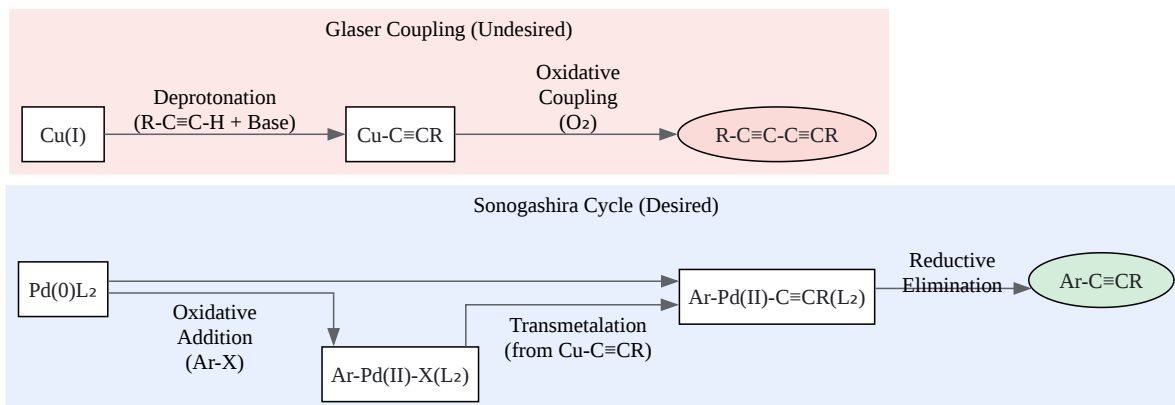 Glaser Coupling (Undesired)
Cu(I)
Deprotonation
(R-C≡C-H + Base)
Cu-C≡CR
Oxidative
Coupling
(O₂)
R-C≡C-C≡CR
Sonogashira Cycle (Desired)
Pd(0)L₂
Oxidative
Addition
(Ar-X)
Ar-Pd(II)-X(L₂)
Transmetalation
(from Cu-C≡CR)
Ar-Pd(II)-C≡CR(L₂)
Reductive
Elimination
Ar-C≡CR